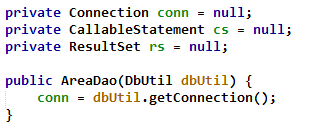 private Connection conn = null;
private CallableStatement cs = null;
private ResultSet rs = null;
public AreaDao(DbUtil dbUtil) {
conn = dbUtil.getConnection();
}